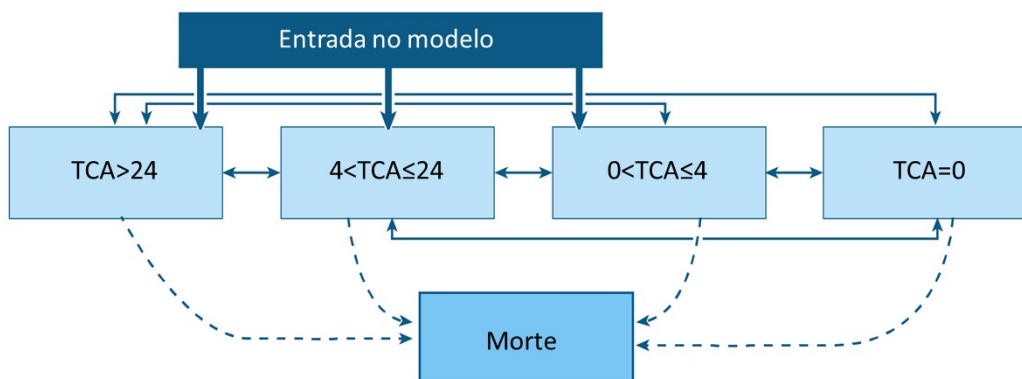 Entrada no modelo
TCA>24
4<TCA≤24
0<TCA≤4
TCA=0
Morte